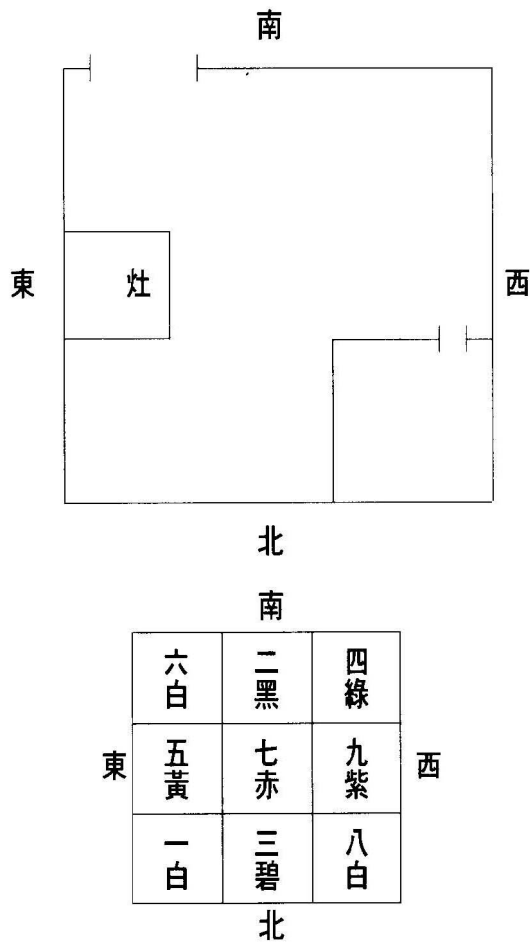 南
東 灶 西
北
南
六白 二黑 四綠
東 五黃 七赤 九紫 西
一白 三碧 八白
北